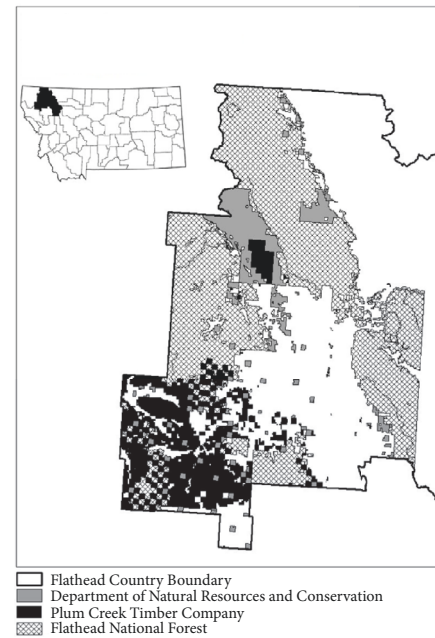 Flathead Country Boundary
Department of Natural Resources and Conservation
Plum Creek Timber Company
Flathead National Forest